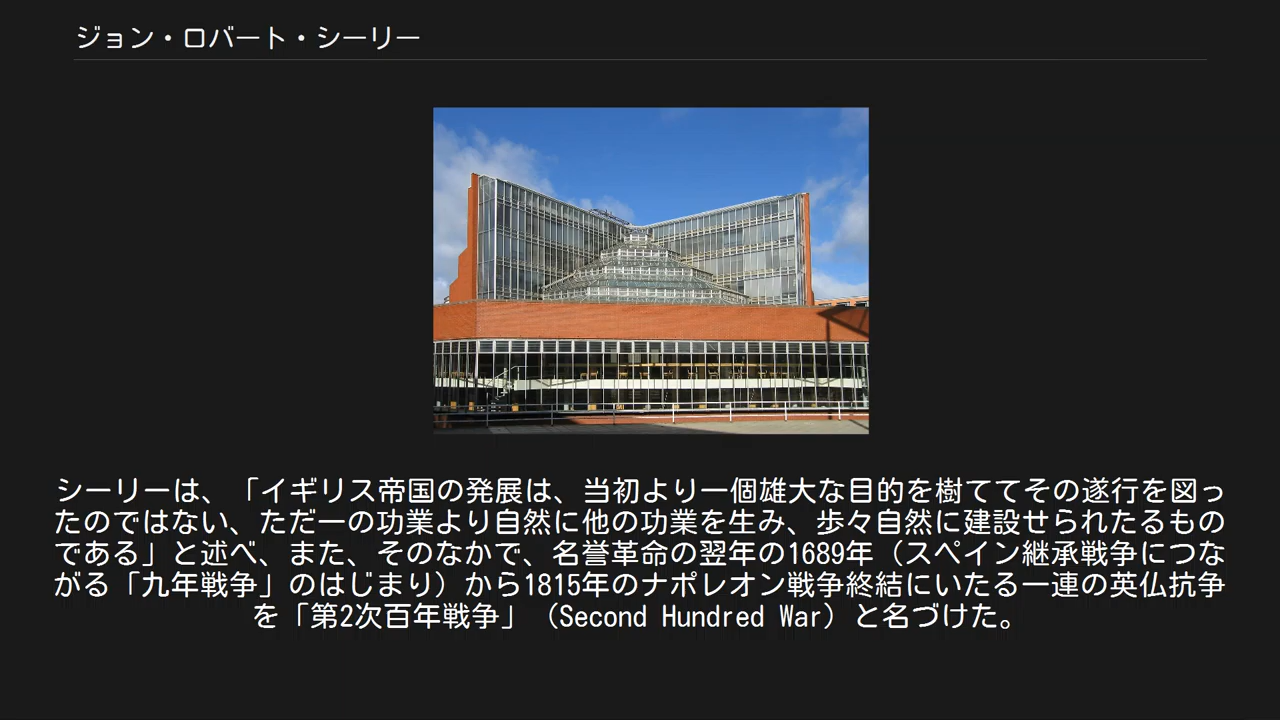 ジョン・ロバート・シーリー
シーリーは、「イギリス帝国の発展は、当初より一個雄大な目的を樹ててその遂行を図っ
たのではない、ただ一の功業より自然に他の功業を生み、歩々自然に建設せられたるもの
である」と述べ、また、そのなかで、名誉革命の翌年の1689年（スペイン継承戦争につな
がる「九年戦争」のはじまり）から1815年のナポレオン戦争終結にいたる一連の英仏抗争
を「第2次百年戦争」（Second Hundred War）と名づけた。